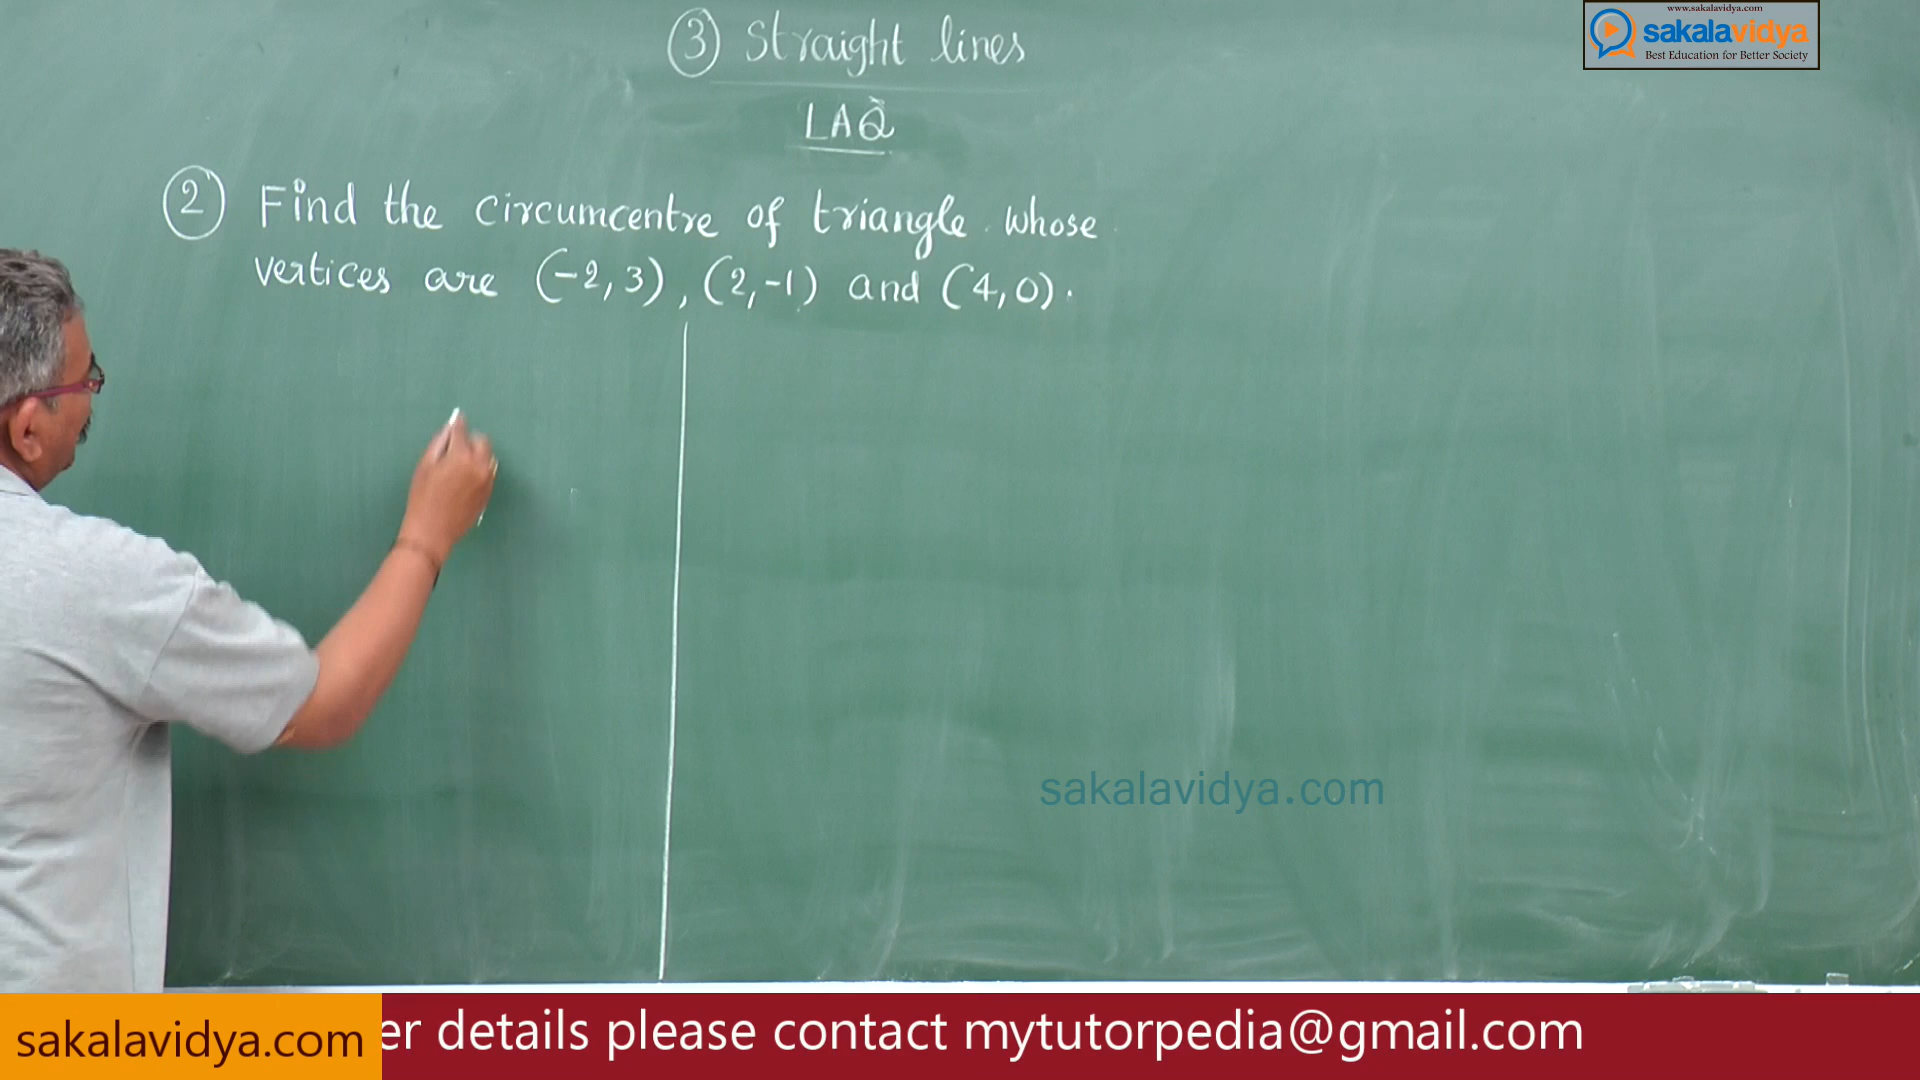 ③ Straight lines
LAQ
② Find the circumcentre of triangle whose
vertices are (-2, 3), (2, -1) and (4, 0).
www.sakalavidya.com
sakalavidya
Best Education for Better Society
sakalavidya.com
sakalavidya.com
er details please contact mytutorpedia@gmail.com